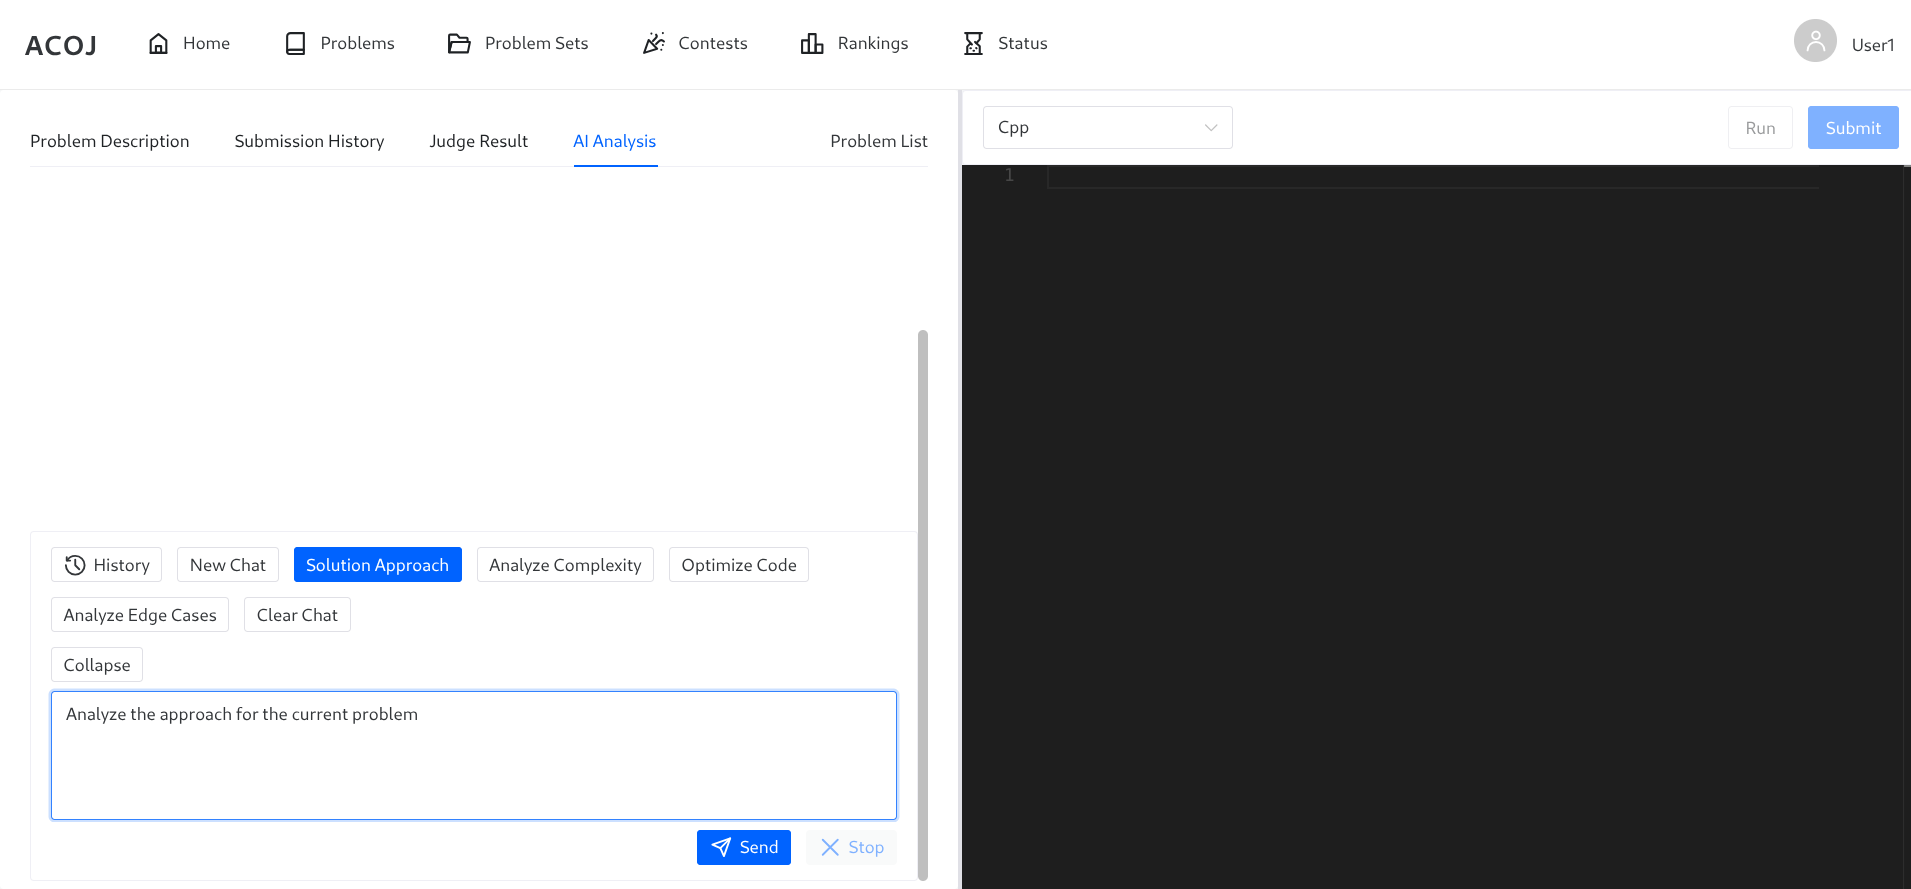 ACOJ
Home
Problems
Problem Sets
Contests
Rankings
Status
User1
Problem Description
Submission History
Judge Result
AI Analysis
Problem List
Cpp
Run
Submit
1
History
New Chat
Solution Approach
Analyze Complexity
Optimize Code
Analyze Edge Cases
Clear Chat
Collapse
Analyze the approach for the current problem
Send
Stop